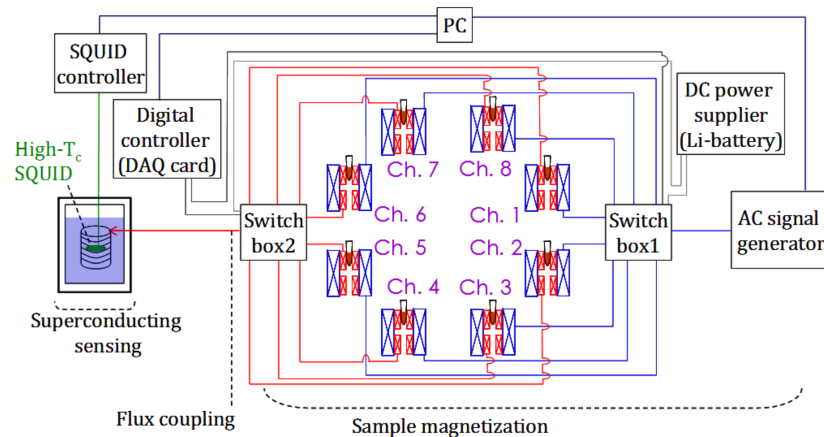 PC
SQUID
controller
Digital
controller
(DAQ card)
High-Tc
SQUID
DC power
supplier
(Li-battery)
Ch. 7
Ch. 8
Ch. 6
Ch. 1
Ch. 5
Ch. 2
Ch. 4
Ch. 3
Switch
box2
Switch
box1
AC signal
generator
Superconducting
sensing
Flux coupling
Sample magnetization